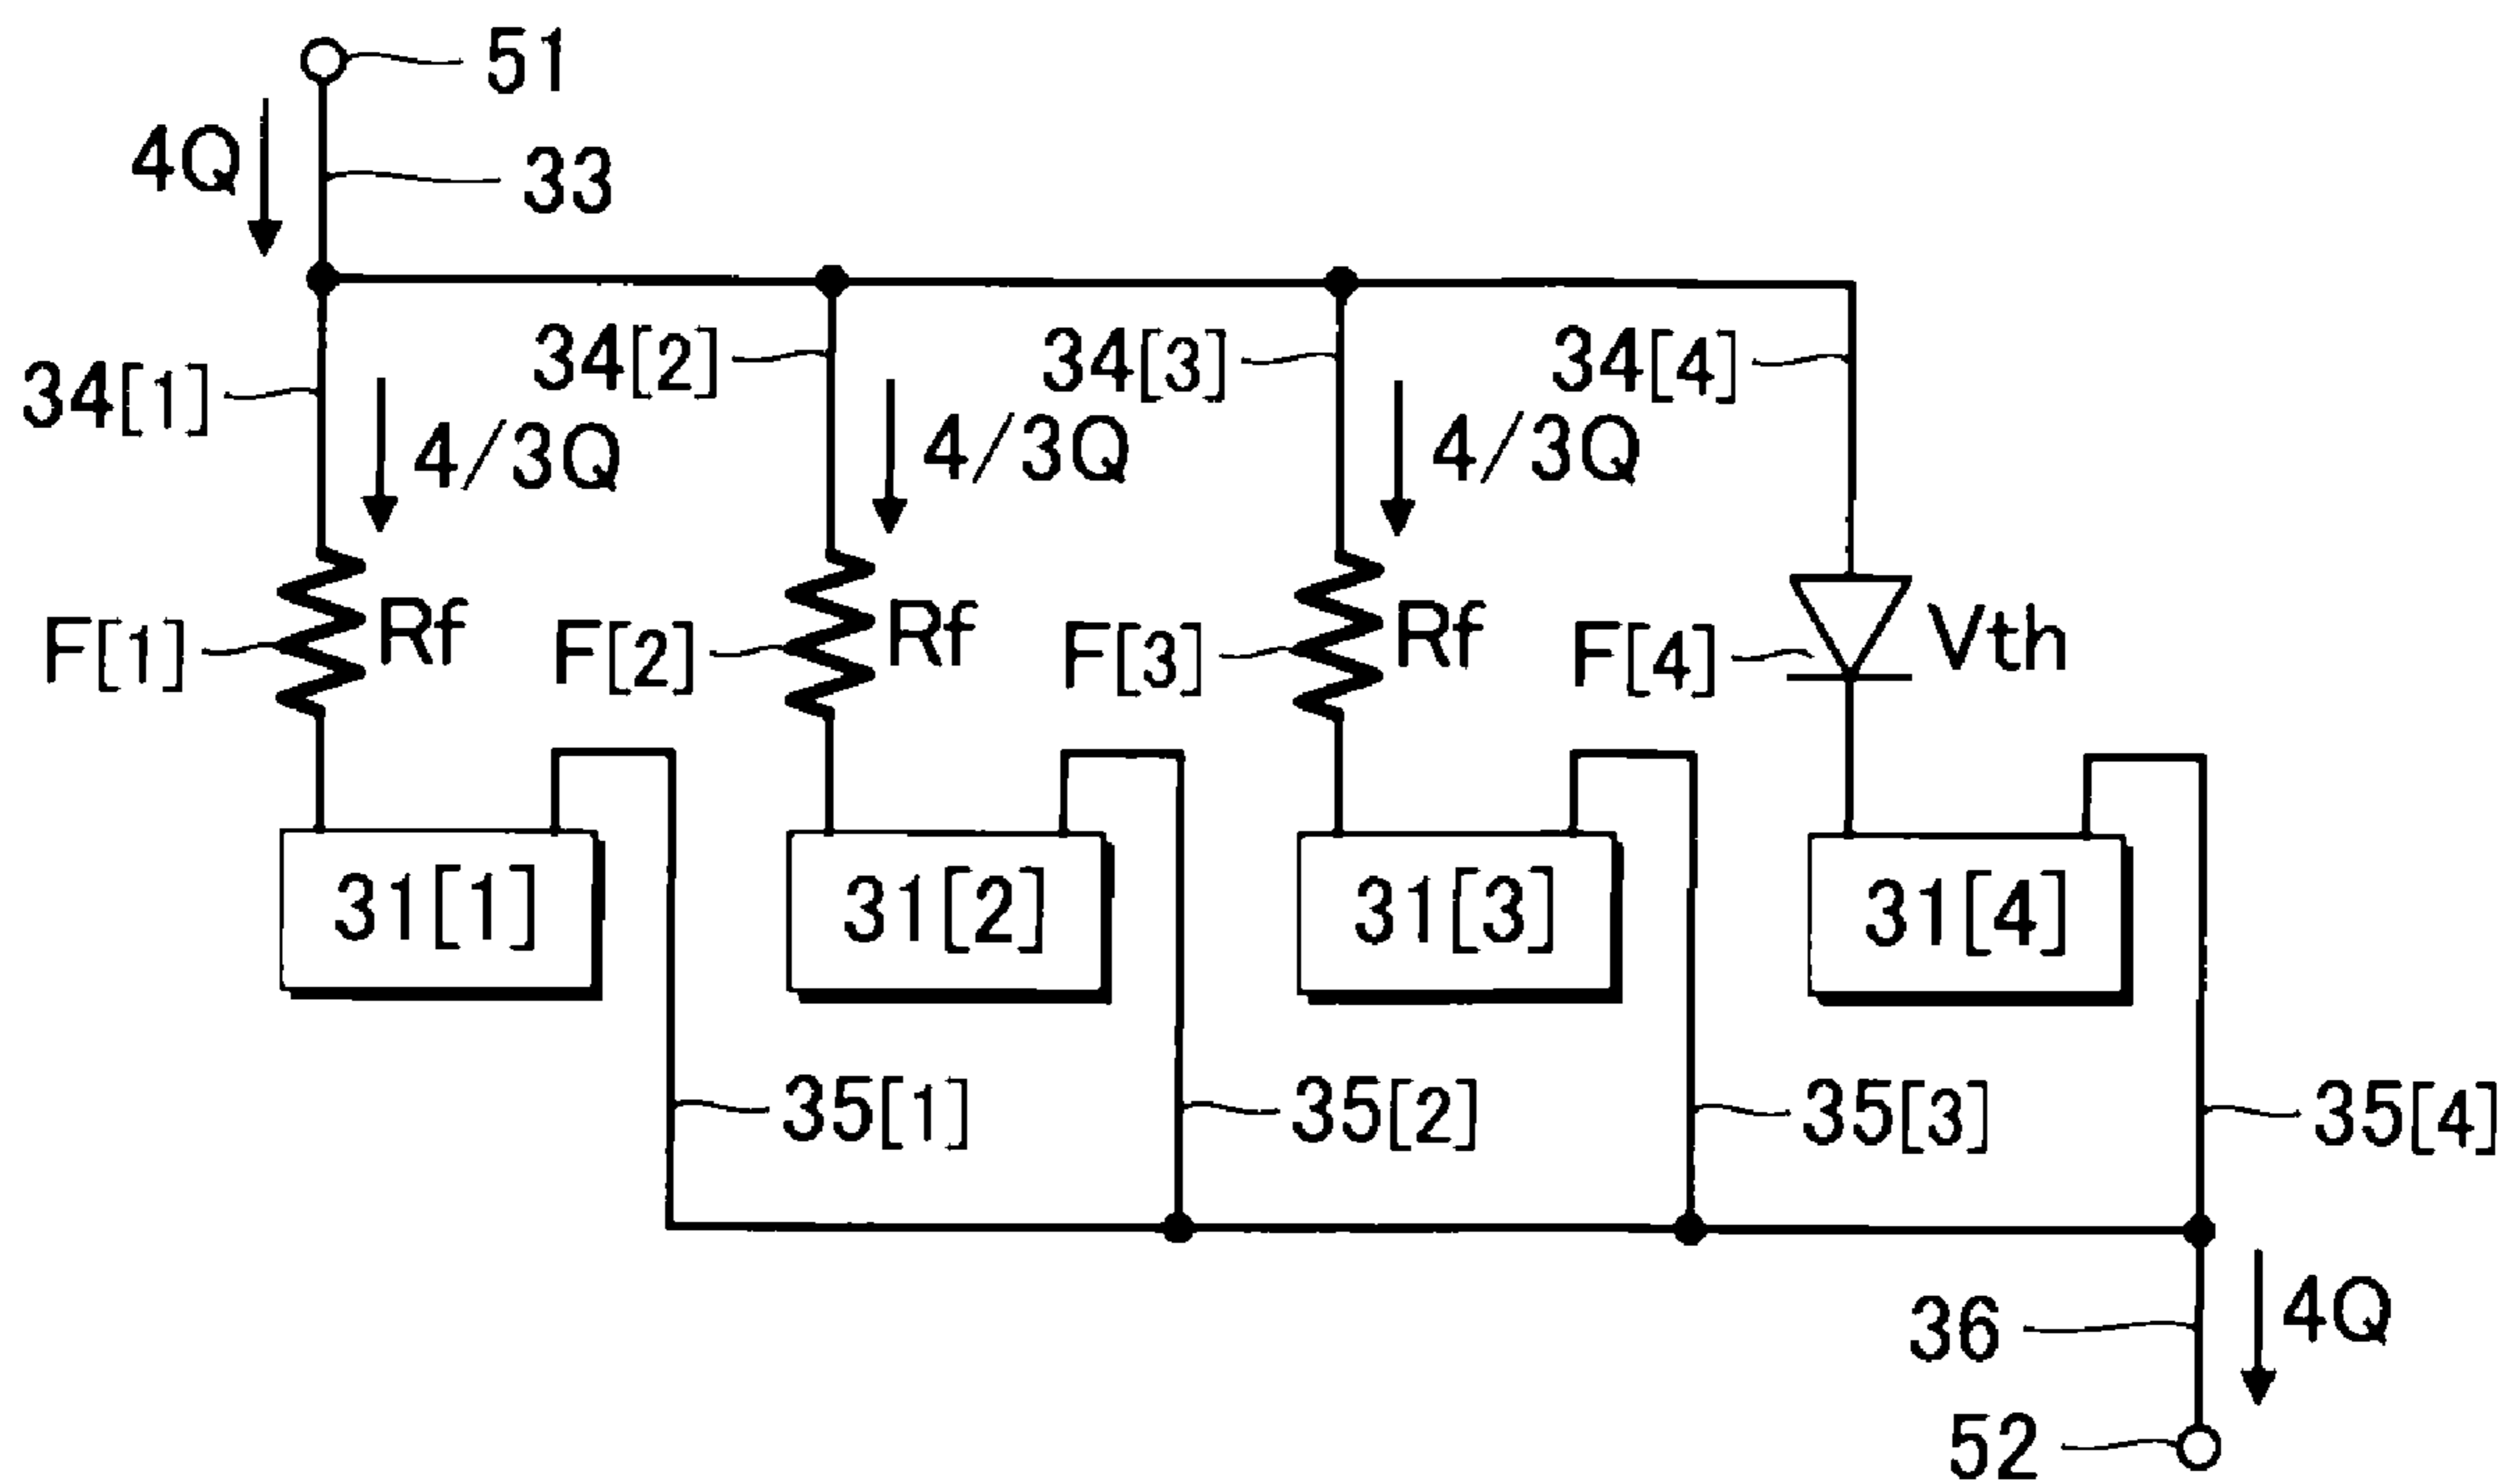 51
4Q
33
34[1]
34[2]
34[3]
34[4]
4/3Q
4/3Q
4/3Q
F[1]
Rf
F[2]
Rf
F[3]
Rf
F[4]
Vth
31[1]
31[2]
31[3]
31[4]
35[1]
35[2]
35[3]
35[4]
36
4Q
52